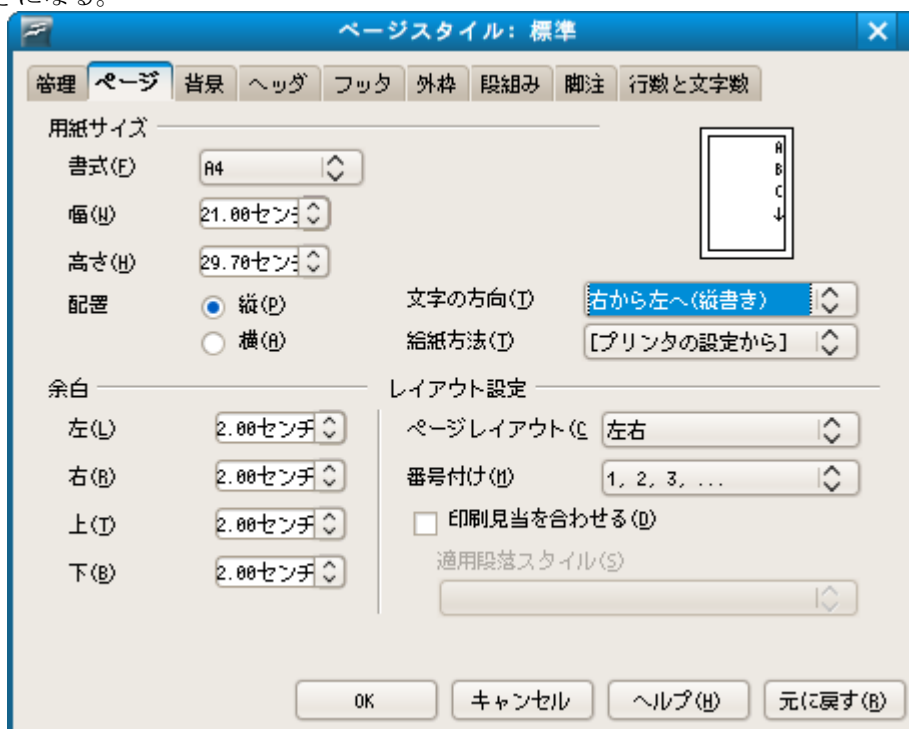 になる。
ページスタイル: 標準
管理 ページ 背景 ヘッダ フッタ 外枠 段組み 脚注 行数と文字数
用紙サイズ
書式(F) A4
幅(W) 21.00センチ
高さ(H) 29.70センチ
配置 縦(P)
横(A)
A
B
C
文字の方向(T) 右から左へ(縦書き)
給紙方法(T) [プリンタの設定から]
余白
左(L) 2.00センチ
右(R) 2.00センチ
上(T) 2.00センチ
下(B) 2.00センチ
レイアウト設定
ページレイアウト(C 左右
番号付け(M) 1, 2, 3, ...
印刷見当を合わせる(D)
適用段落スタイル(S)
OK キャンセル ヘルプ(H) 元に戻す(R)